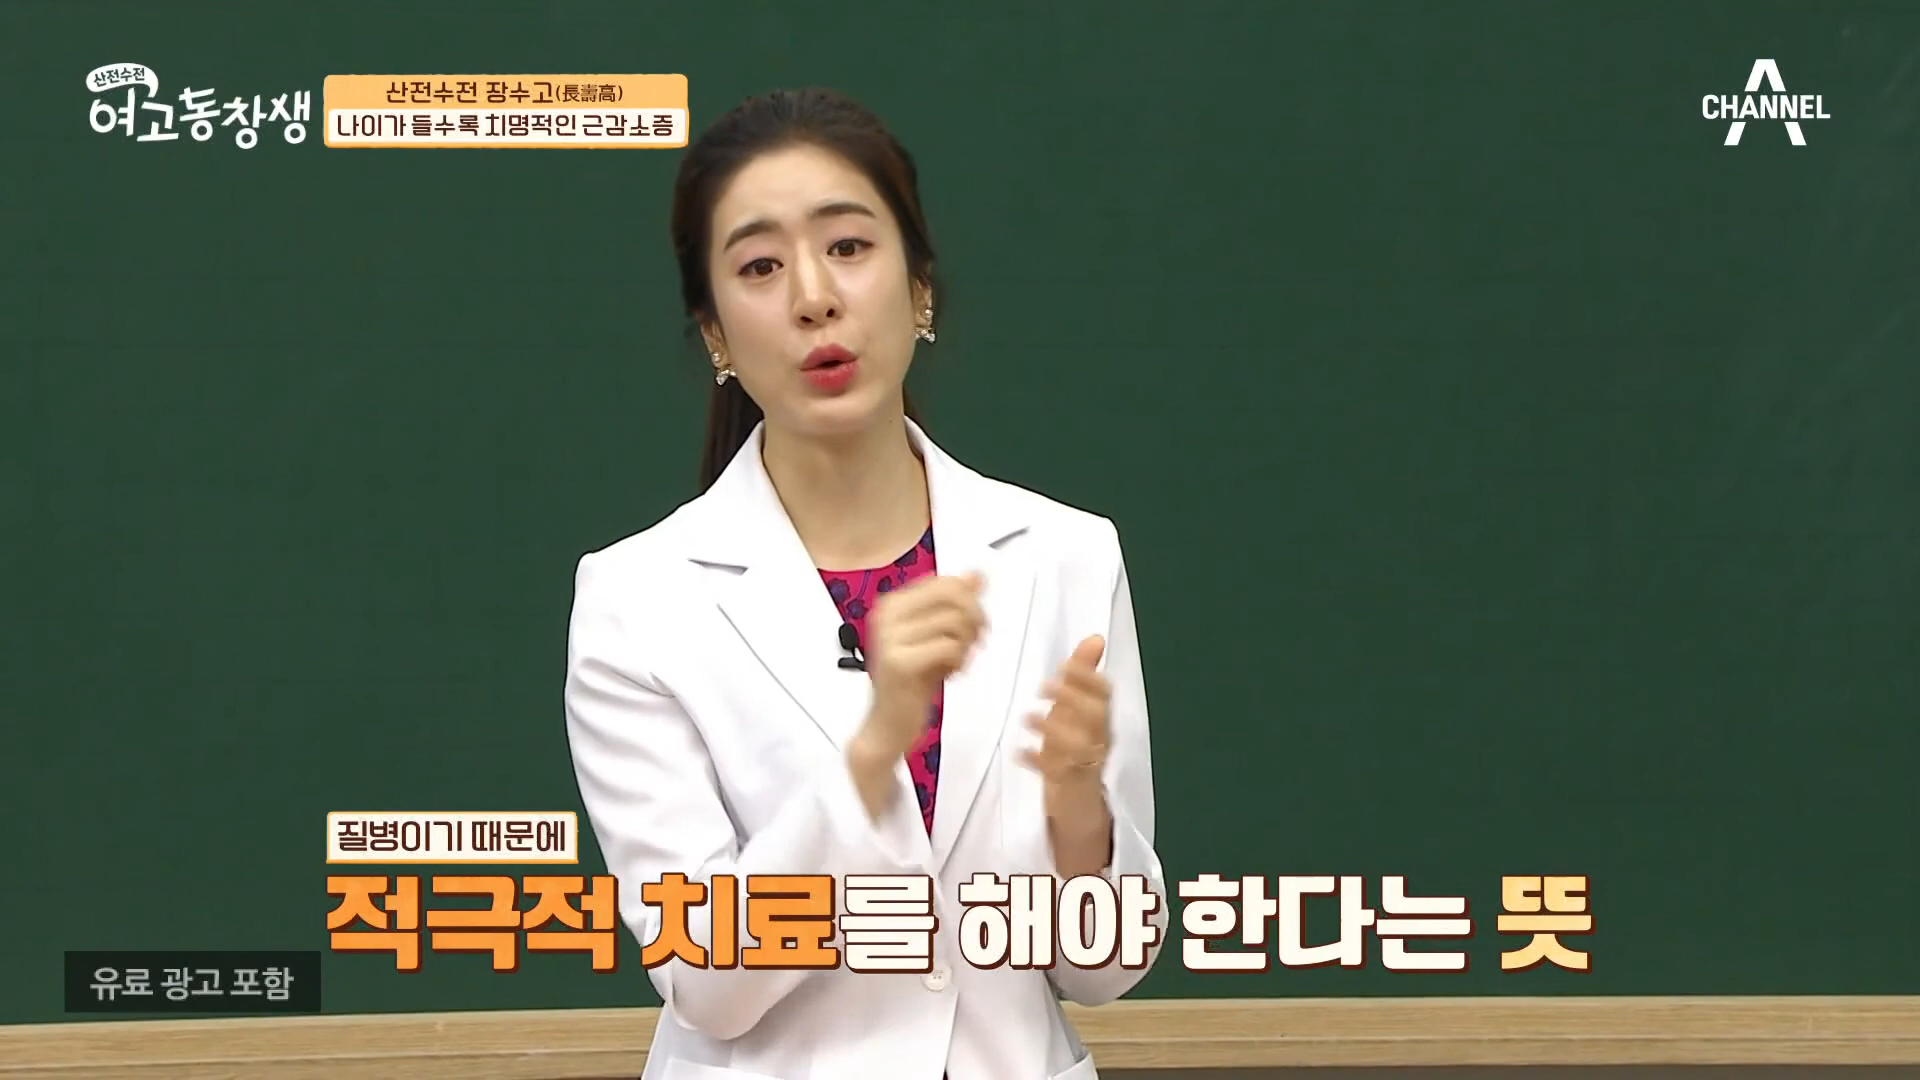 산전수전
여고동창생
산전수전 장수고(長壽高)
나이가 들수록 치명적인 근감소증
CHANNEL A
질병이기 때문에
적극적 치료를 해야 한다는 뜻
유료 광고 포함